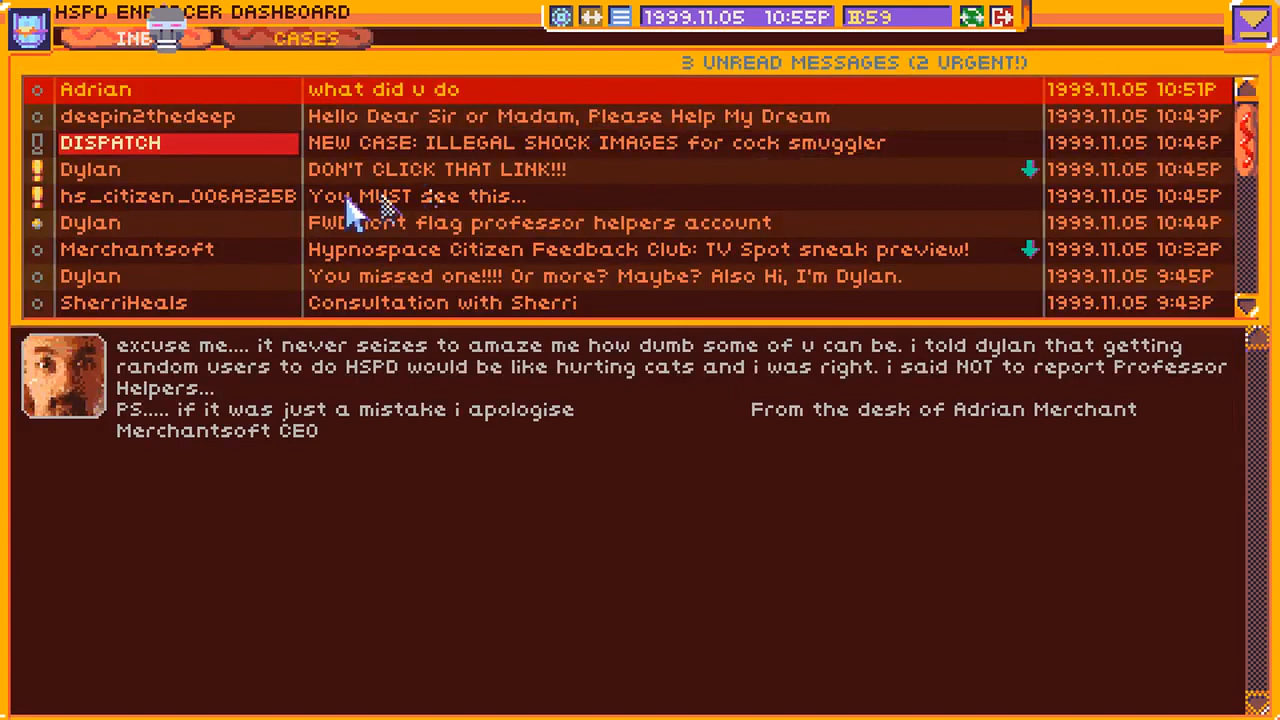 HSPD ENFORCER DASHBOARD
1999.11.05 10:55P
:59
CASES
3 UNREAD MESSAGES (2 URGENT!)
Adrian what did u do 1999.11.05 10:51P
deepin2thedeep Hello Dear Sir or Madam, Please Help My Dream 1999.11.05 10:49P
DISPATCH NEW CASE: ILLEGAL SHOCK IMAGES for cock smuggler 1999.11.05 10:46P
Dylan DON'T CLICK THAT LINK!!! 1999.11.05 10:45P
hs_citizen_006A325B You MUST see this... 1999.11.05 10:45P
Dylan FWD: dont flag professor helpers account 1999.11.05 10:44P
Merchantsoft Hypnospace Citizen Feedback Club: TV Spot sneak preview! 1999.11.05 10:32P
Dylan You missed one!!!! Or more? Maybe? Also Hi, I'm Dylan. 1999.11.05 9:45P
SherriHeals Consultation with Sherri 1999.11.05 9:43P
excuse me.... it never seizes to amaze me how dumb some of u can be. i told dylan that getting
random users to do HSPD would be like hurting cats and i was right. i said NOT to report Professor
Helpers...
PS..... if it was just a mistake i apologise From the desk of Adrian Merchant
Merchantsoft CEO